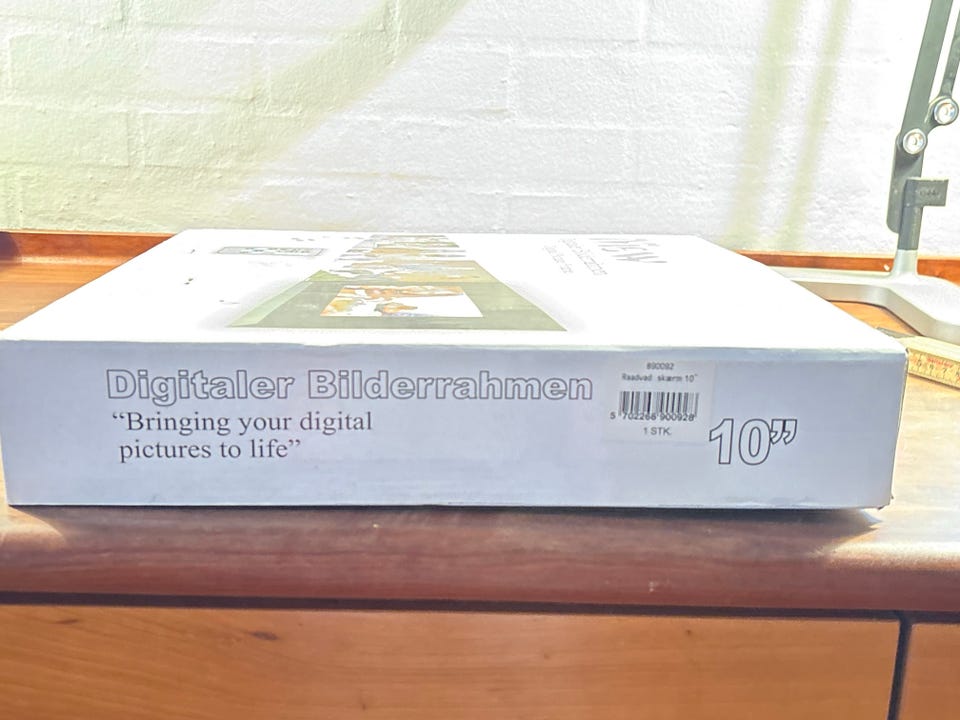 Digitaler Bilderrahmen
“Bringing your digital
pictures to life”
890092
Raadvad skærm 10"
5 702266 900928
1 STK.
10”